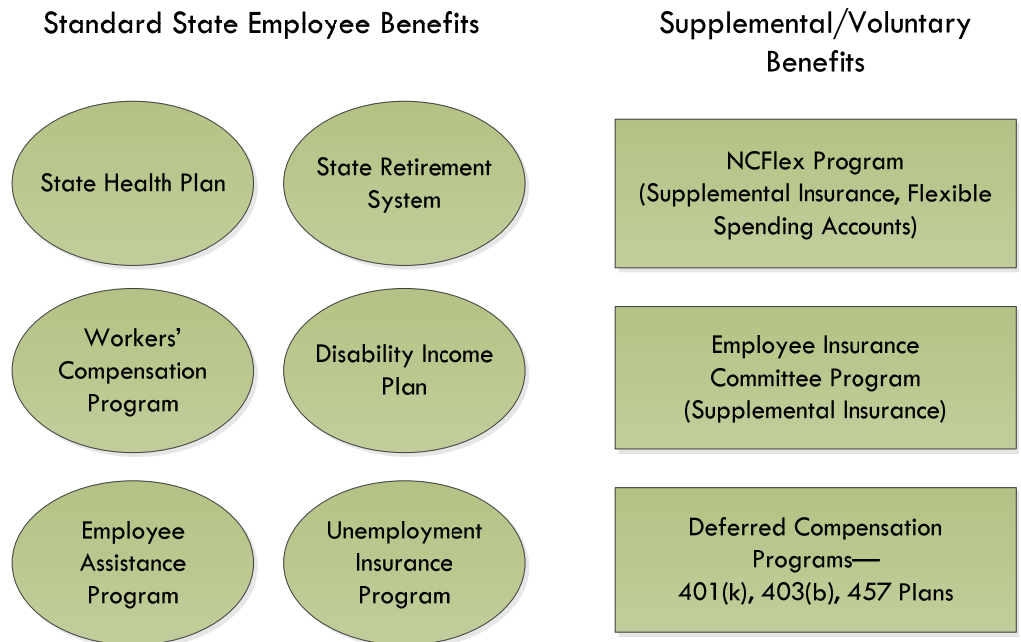 Standard State Employee Benefits
Supplemental/Voluntary
Benefits
State Health Plan
State Retirement
System
NCFlex Program
(Supplemental Insurance, Flexible
Spending Accounts)
Workers’
Compensation
Program
Disability Income
Plan
Employee Insurance
Committee Program
(Supplemental Insurance)
Employee
Assistance
Program
Unemployment
Insurance
Program
Deferred Compensation
Programs—
401(k), 403(b), 457 Plans